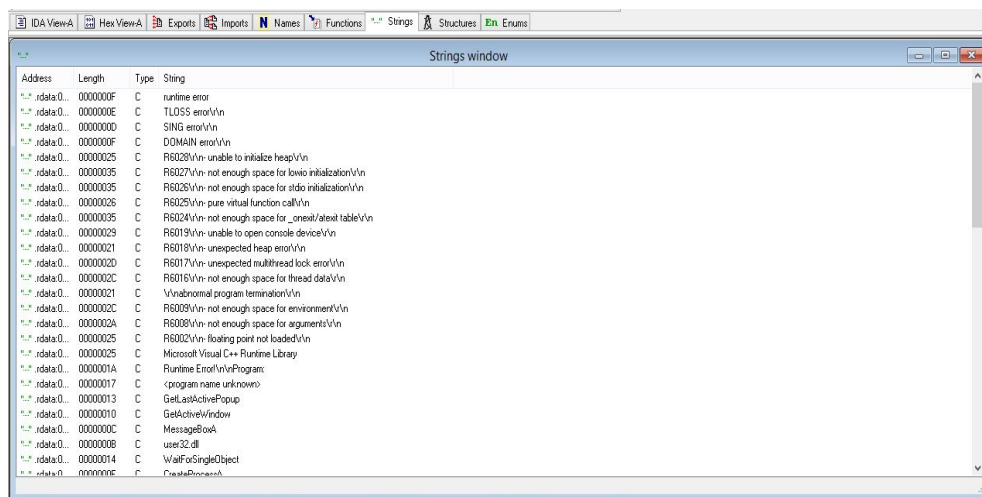 IDA View-A Hex View-A Exports Imports N Names Functions "..." Strings Structures En Enums
Strings window
Address Length Type String
"..." .rdata:0... 0000000F C runtime error
"..." .rdata:0... 0000000E C TLOSS error\r\n
"..." .rdata:0... 0000000D C SING error\r\n
"..." .rdata:0... 0000000F C DOMAIN error\r\n
"..." .rdata:0... 00000025 C R6028\r\n- unable to initialize heap\r\n
"..." .rdata:0... 00000035 C R6027\r\n- not enough space for lowio initialization\r\n
"..." .rdata:0... 00000035 C R6026\r\n- not enough space for stdio initialization\r\n
"..." .rdata:0... 00000026 C R6025\r\n- pure virtual function call\r\n
"..." .rdata:0... 00000035 C R6024\r\n- not enough space for _onexit/atexit table\r\n
"..." .rdata:0... 00000029 C R6019\r\n- unable to open console device\r\n
"..." .rdata:0... 00000021 C R6018\r\n- unexpected heap error\r\n
"..." .rdata:0... 0000002D C R6017\r\n- unexpected multithread lock error\r\n
"..." .rdata:0... 0000002C C R6016\r\n- not enough space for thread data\r\n
"..." .rdata:0... 00000021 C \r\nabnormal program termination\r\n
"..." .rdata:0... 0000002C C R6009\r\n- not enough space for environment\r\n
"..." .rdata:0... 0000002A C R6008\r\n- not enough space for arguments\r\n
"..." .rdata:0... 00000025 C R6002\r\n- floating point not loaded\r\n
"..." .rdata:0... 00000025 C Microsoft Visual C++ Runtime Library
"..." .rdata:0... 0000001A C Runtime Error!\n\nProgram:
"..." .rdata:0... 00000017 C <program name unknown>
"..." .rdata:0... 00000013 C GetLastActivePopup
"..." .rdata:0... 00000010 C GetActiveWindow
"..." .rdata:0... 0000000C C MessageBoxA
"..." .rdata:0... 0000000B C user32.dll
"..." .rdata:0... 00000014 C WaitForSingleObject
"..." .rdata:0... 0000000F C CreateProcessA